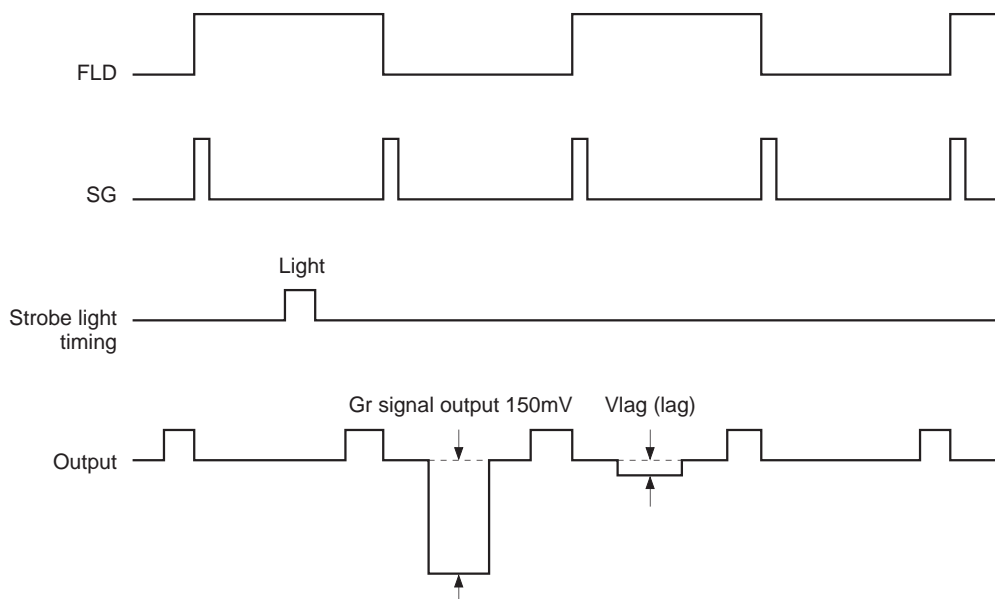 FLD
SG
Light
Strobe light
timing
Gr signal output 150mV
Vlag (lag)
Output